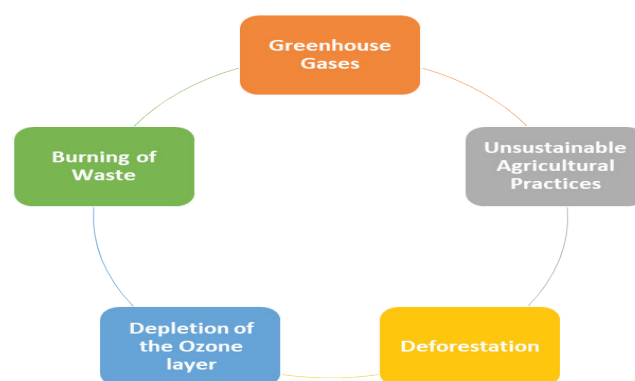 Greenhouse
Gases
Unsustainable
Agricultural
Practices
Deforestation
Depletion of
the Ozone
layer
Burning of
Waste